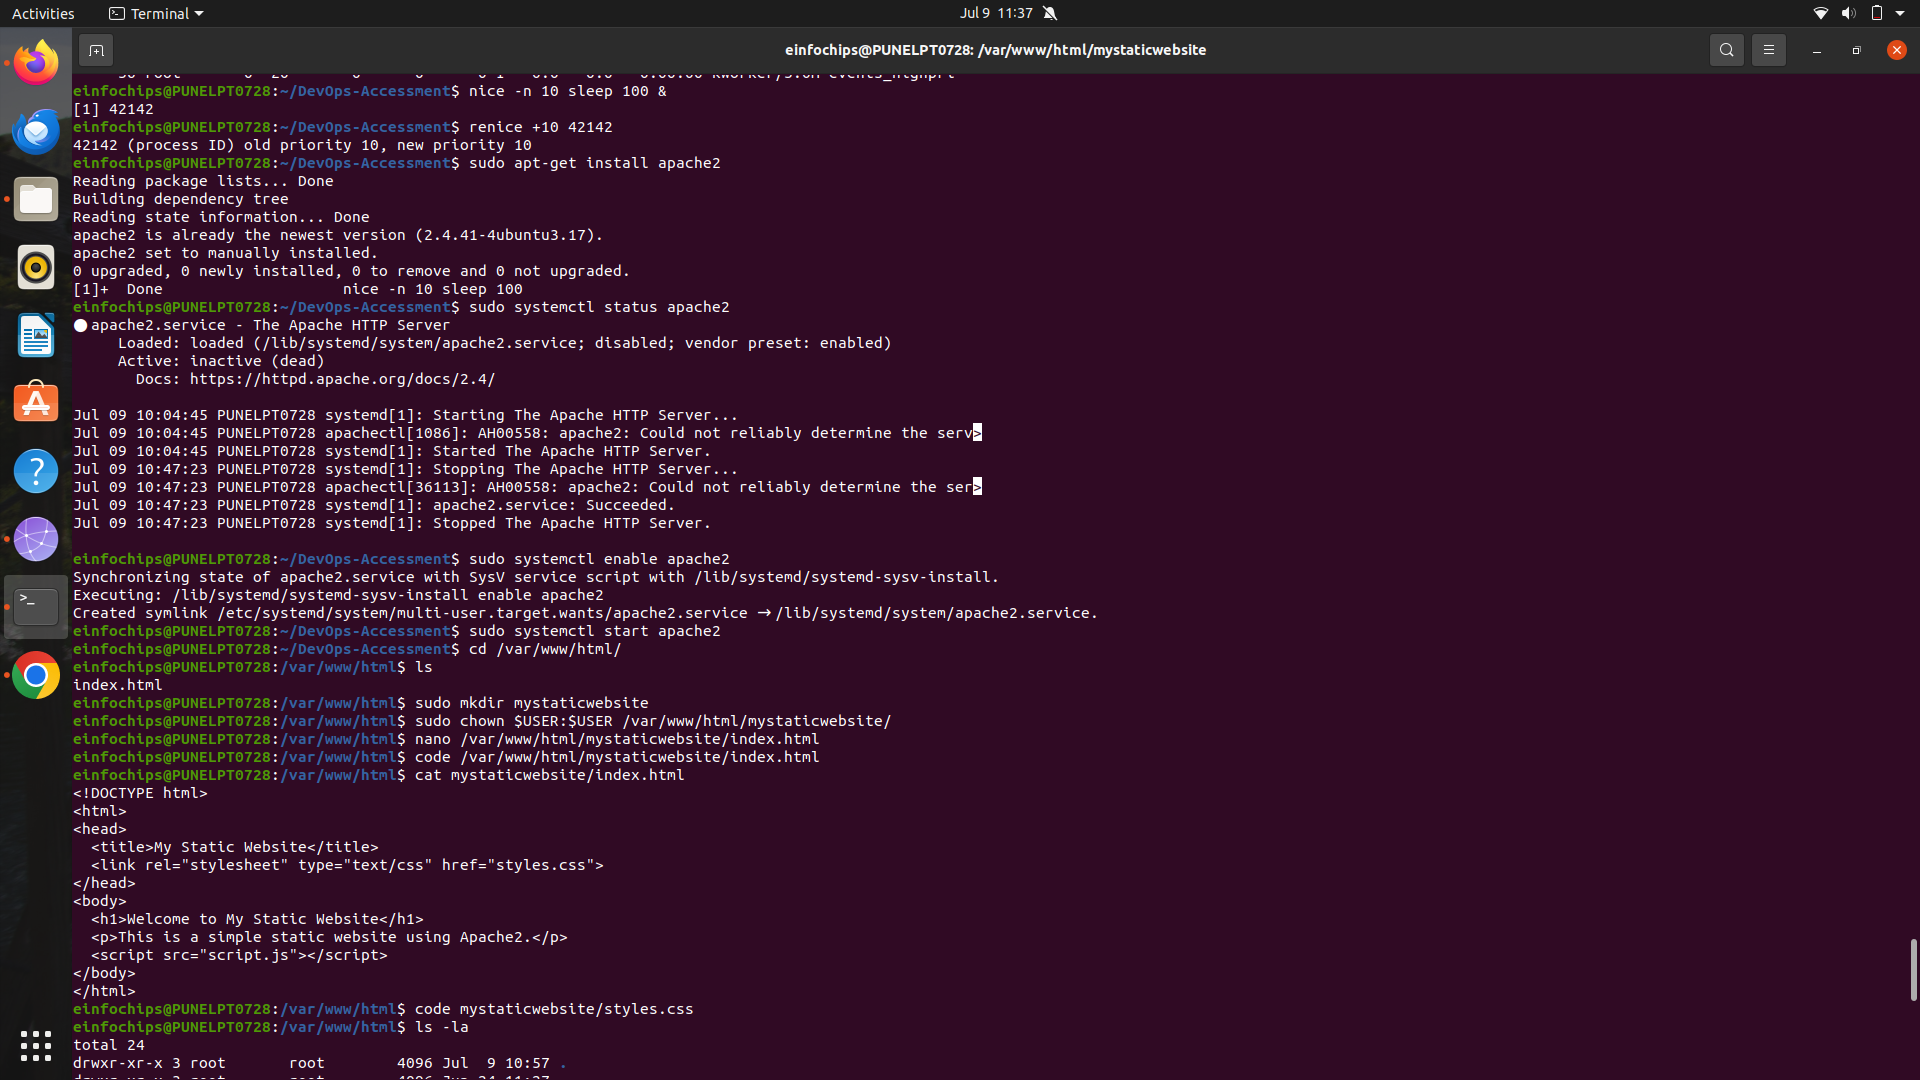 Activities
Terminal
Jul 9 11:37
einfochips@PUNELPT0728: /var/www/html/mystaticwebsite
einfochips@PUNELPT0728:~/DevOps-Accessment$ nice -n 10 sleep 100 &
[1] 42142
einfochips@PUNELPT0728:~/DevOps-Accessment$ renice +10 42142
42142 (process ID) old priority 10, new priority 10
einfochips@PUNELPT0728:~/DevOps-Accessment$ sudo apt-get install apache2
Reading package lists... Done
Building dependency tree
Reading state information... Done
apache2 is already the newest version (2.4.41-4ubuntu3.17).
apache2 set to manually installed.
0 upgraded, 0 newly installed, 0 to remove and 0 not upgraded.
[1]+  Done                    nice -n 10 sleep 100
einfochips@PUNELPT0728:~/DevOps-Accessment$ sudo systemctl status apache2
● apache2.service - The Apache HTTP Server
     Loaded: loaded (/lib/systemd/system/apache2.service; disabled; vendor preset: enabled)
     Active: inactive (dead)
       Docs: https://httpd.apache.org/docs/2.4/
Jul 09 10:04:45 PUNELPT0728 systemd[1]: Starting The Apache HTTP Server...
Jul 09 10:04:45 PUNELPT0728 apachectl[1086]: AH00558: apache2: Could not reliably determine the serv>
Jul 09 10:04:45 PUNELPT0728 systemd[1]: Started The Apache HTTP Server.
Jul 09 10:47:23 PUNELPT0728 systemd[1]: Stopping The Apache HTTP Server...
Jul 09 10:47:23 PUNELPT0728 apachectl[36113]: AH00558: apache2: Could not reliably determine the ser>
Jul 09 10:47:23 PUNELPT0728 systemd[1]: apache2.service: Succeeded.
Jul 09 10:47:23 PUNELPT0728 systemd[1]: Stopped The Apache HTTP Server.
einfochips@PUNELPT0728:~/DevOps-Accessment$ sudo systemctl enable apache2
Synchronizing state of apache2.service with SysV service script with /lib/systemd/systemd-sysv-install.
Executing: /lib/systemd/systemd-sysv-install enable apache2
Created symlink /etc/systemd/system/multi-user.target.wants/apache2.service → /lib/systemd/system/apache2.service.
einfochips@PUNELPT0728:~/DevOps-Accessment$ sudo systemctl start apache2
einfochips@PUNELPT0728:~/DevOps-Accessment$ cd /var/www/html/
einfochips@PUNELPT0728:/var/www/html$ ls
index.html
einfochips@PUNELPT0728:/var/www/html$ sudo mkdir mystaticwebsite
einfochips@PUNELPT0728:/var/www/html$ sudo chown $USER:$USER /var/www/html/mystaticwebsite/
einfochips@PUNELPT0728:/var/www/html$ nano /var/www/html/mystaticwebsite/index.html
einfochips@PUNELPT0728:/var/www/html$ code /var/www/html/mystaticwebsite/index.html
einfochips@PUNELPT0728:/var/www/html$ cat mystaticwebsite/index.html
<!DOCTYPE html>
<html>
<head>
  <title>My Static Website</title>
  <link rel="stylesheet" type="text/css" href="styles.css">
</head>
<body>
  <h1>Welcome to My Static Website</h1>
  <p>This is a simple static website using Apache2.</p>
  <script src="script.js"></script>
</body>
</html>
einfochips@PUNELPT0728:/var/www/html$ code mystaticwebsite/styles.css
einfochips@PUNELPT0728:/var/www/html$ ls -la
total 24
drwxr-xr-x 3 root       root        4096 Jul  9 10:57 .